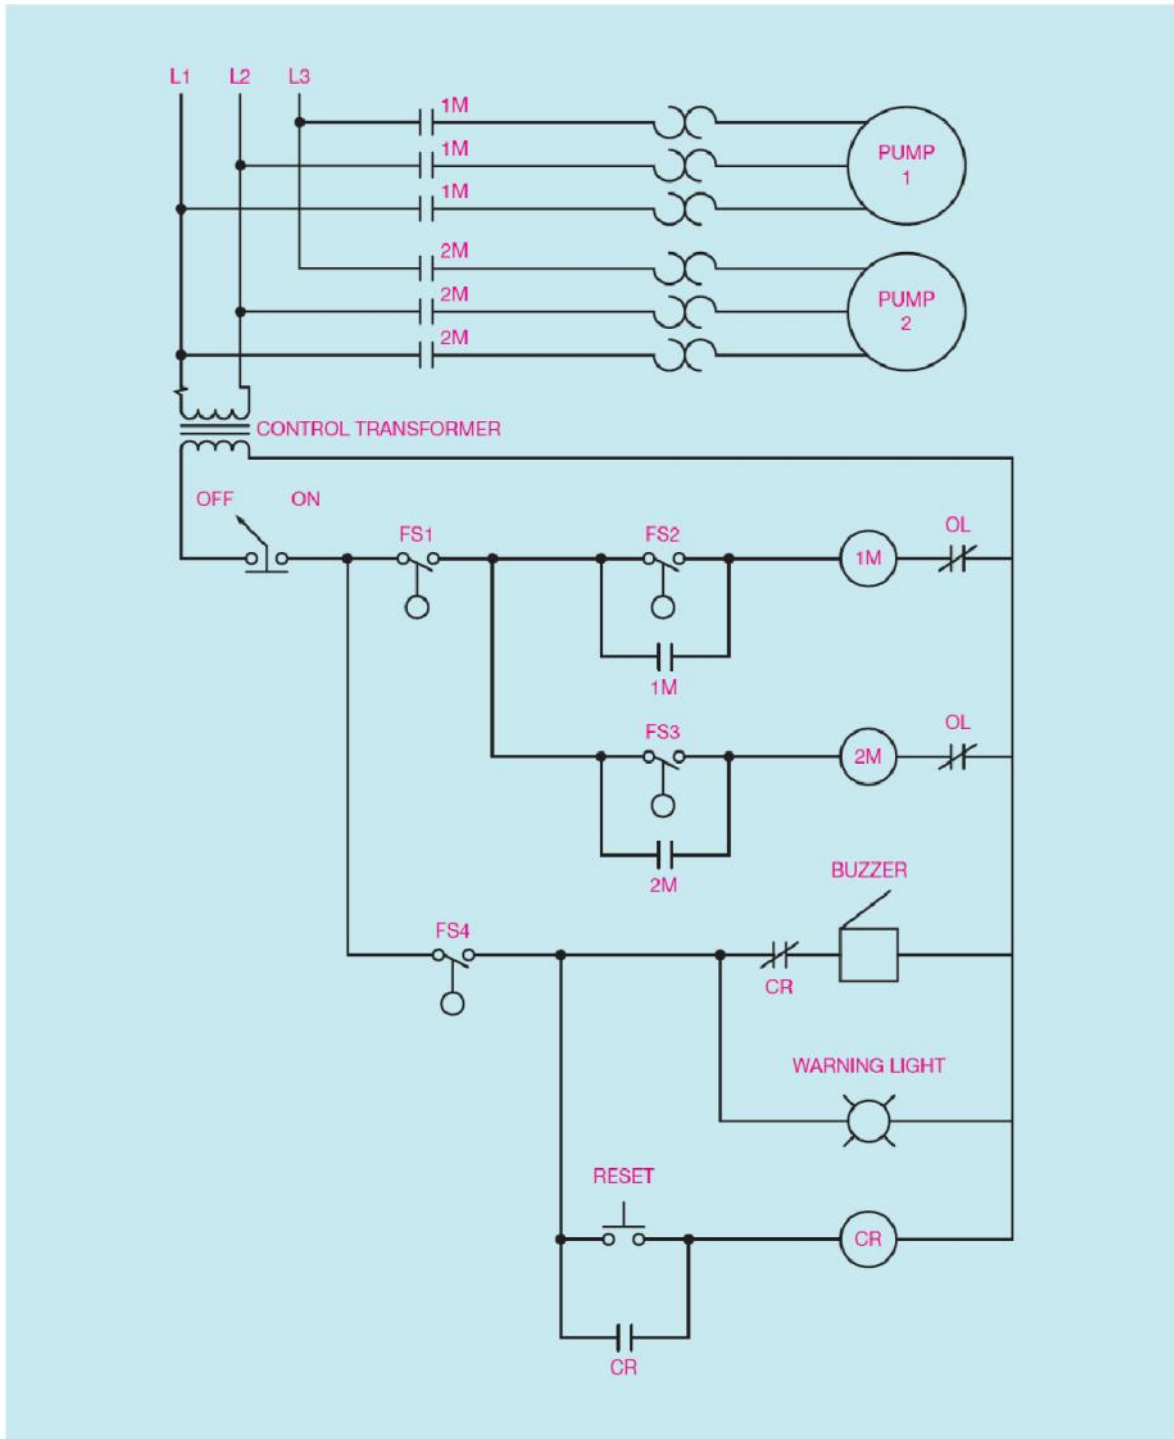 L1 L2 L3
1M
1M
1M
PUMP
1
2M
2M
2M
PUMP
2
CONTROL TRANSFORMER
OFF ON
FS1 FS2 1M OL
1M
FS3 2M OL
2M
BUZZER
FS4
CR
WARNING LIGHT
RESET
CR
CR